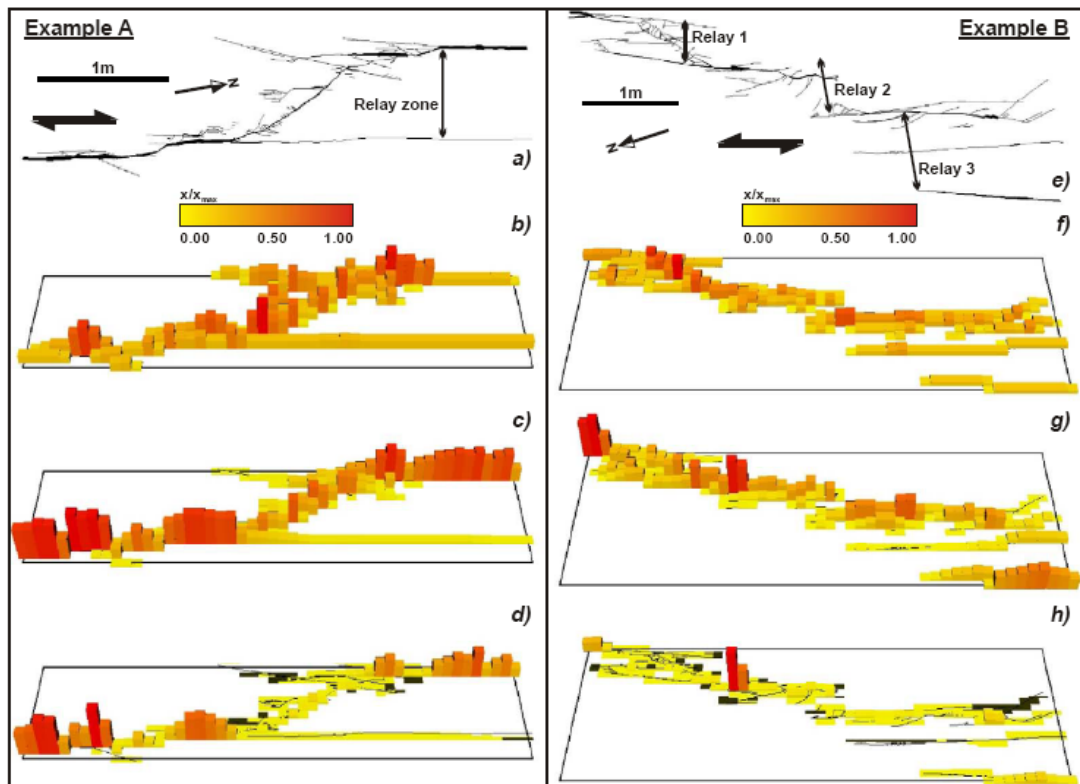 Example A
1m
N
Relay zone
a)
x/xmax
0.00 0.50 1.00
b)
c)
d)
Example B
Relay 1
1m
Relay 2
N
Relay 3
e)
x/xmax
0.00 0.50 1.00
f)
g)
h)